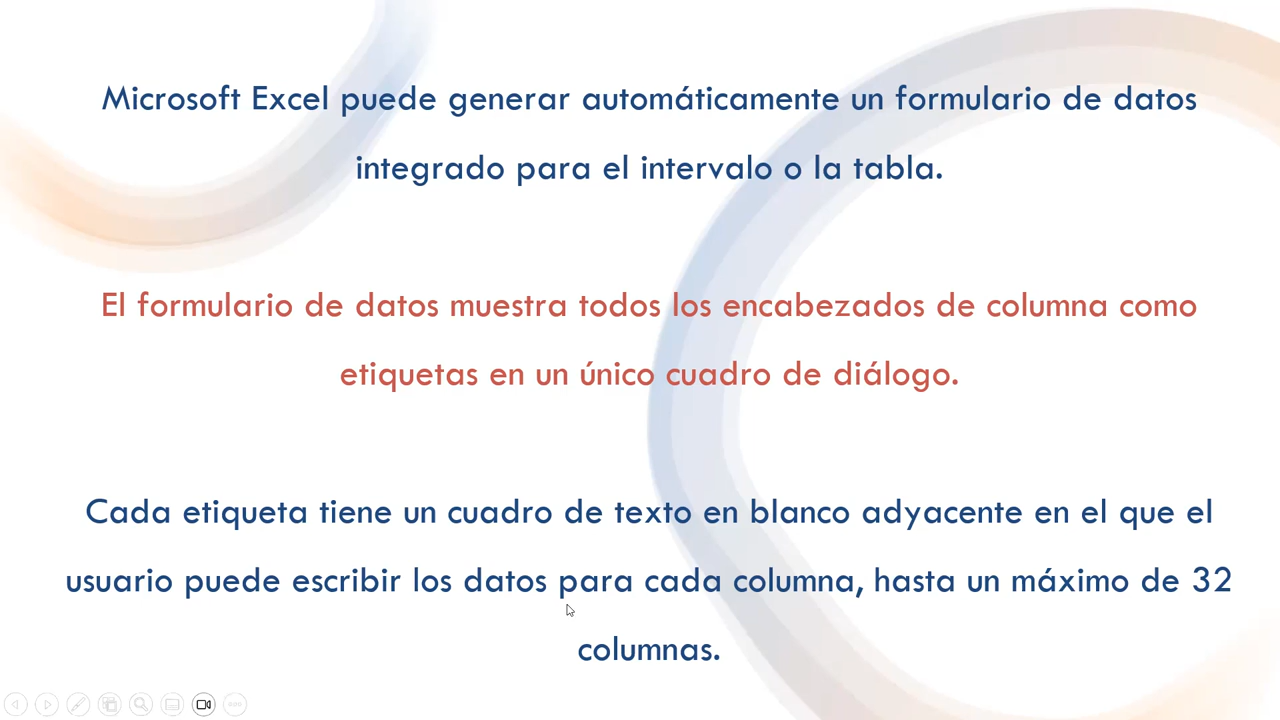 Microsoft Excel puede generar automáticamente un formulario de datos
integrado para el intervalo o la tabla.
El formulario de datos muestra todos los encabezados de columna como
etiquetas en un único cuadro de diálogo.
Cada etiqueta tiene un cuadro de texto en blanco adyacente en el que el
usuario puede escribir los datos para cada columna, hasta un máximo de 32
columnas.